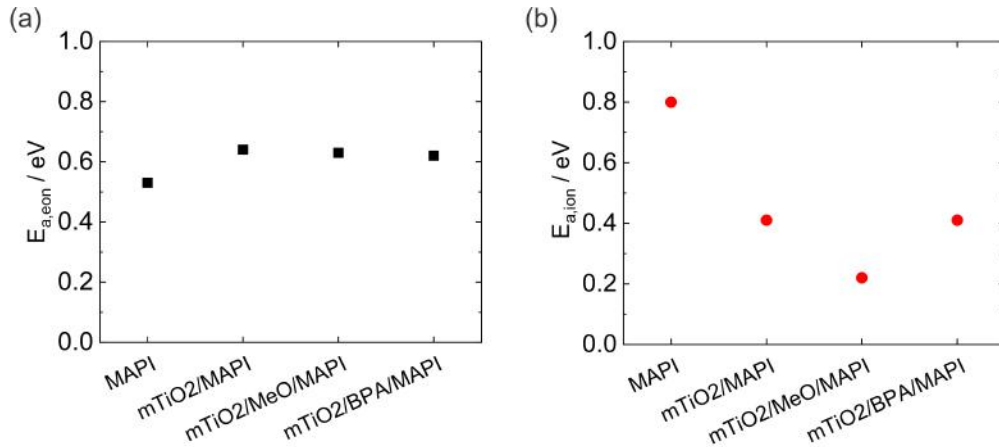 (a)
1.0
0.8
0.6
0.4
0.2
0.0
E_a,eon / eV
MAPI
mTiO2/MAPI
mTiO2/MeO/MAPI
mTiO2/BPA/MAPI
(b)
1.0
0.8
0.6
0.4
0.2
0.0
E_a,ion / eV
MAPI
mTiO2/MAPI
mTiO2/MeO/MAPI
mTiO2/BPA/MAPI